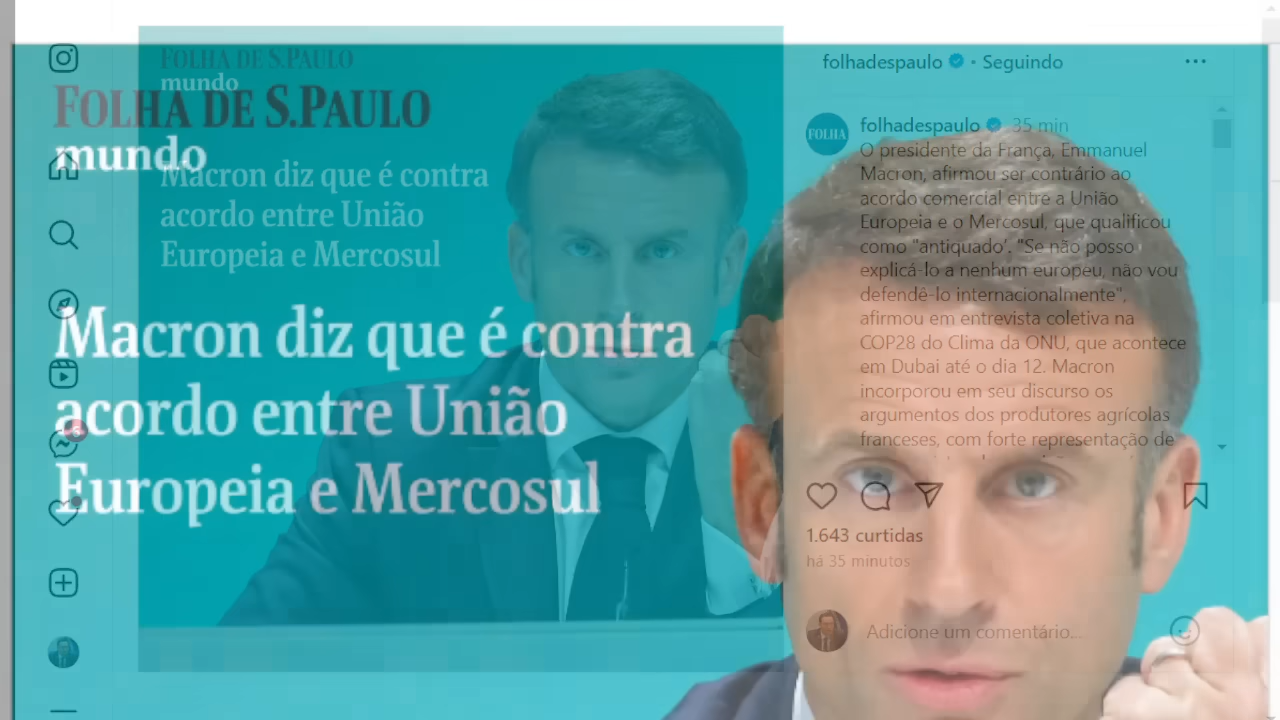 FOLHA DE S.PAULO
mundo
Macron diz que é contra
acordo entre União
Europeia e Mercosul
FOLHA DE S.PAULO
mundo
Macron diz que é contra
acordo entre União
Europeia e Mercosul
folhadespaulo • Seguindo
FOLHA
folhadespaulo 35 min
O presidente da França, Emmanuel
Macron, afirmou ser contrário ao
acordo comercial entre a União
Europeia e o Mercosul, que qualificou
como "antiquado". "Se não posso
explicá-lo a nenhum europeu, não vou
defendê-lo internacionalmente",
afirmou em entrevista coletiva na
COP28 do Clima da ONU, que acontece
em Dubai até o dia 12. Macron
incorporou em seu discurso os
argumentos dos produtores agrícolas
franceses, com forte representação de
1.643 curtidas
há 35 minutos
Adicione um comentário...